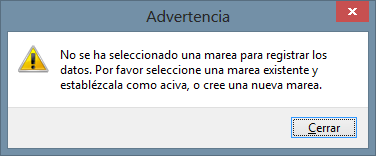 Advertencia
No se ha seleccionado una marea para registrar los
datos. Por favor seleccione una marea existente y
establézcala como aciva, o cree una nueva marea.
Cerrar